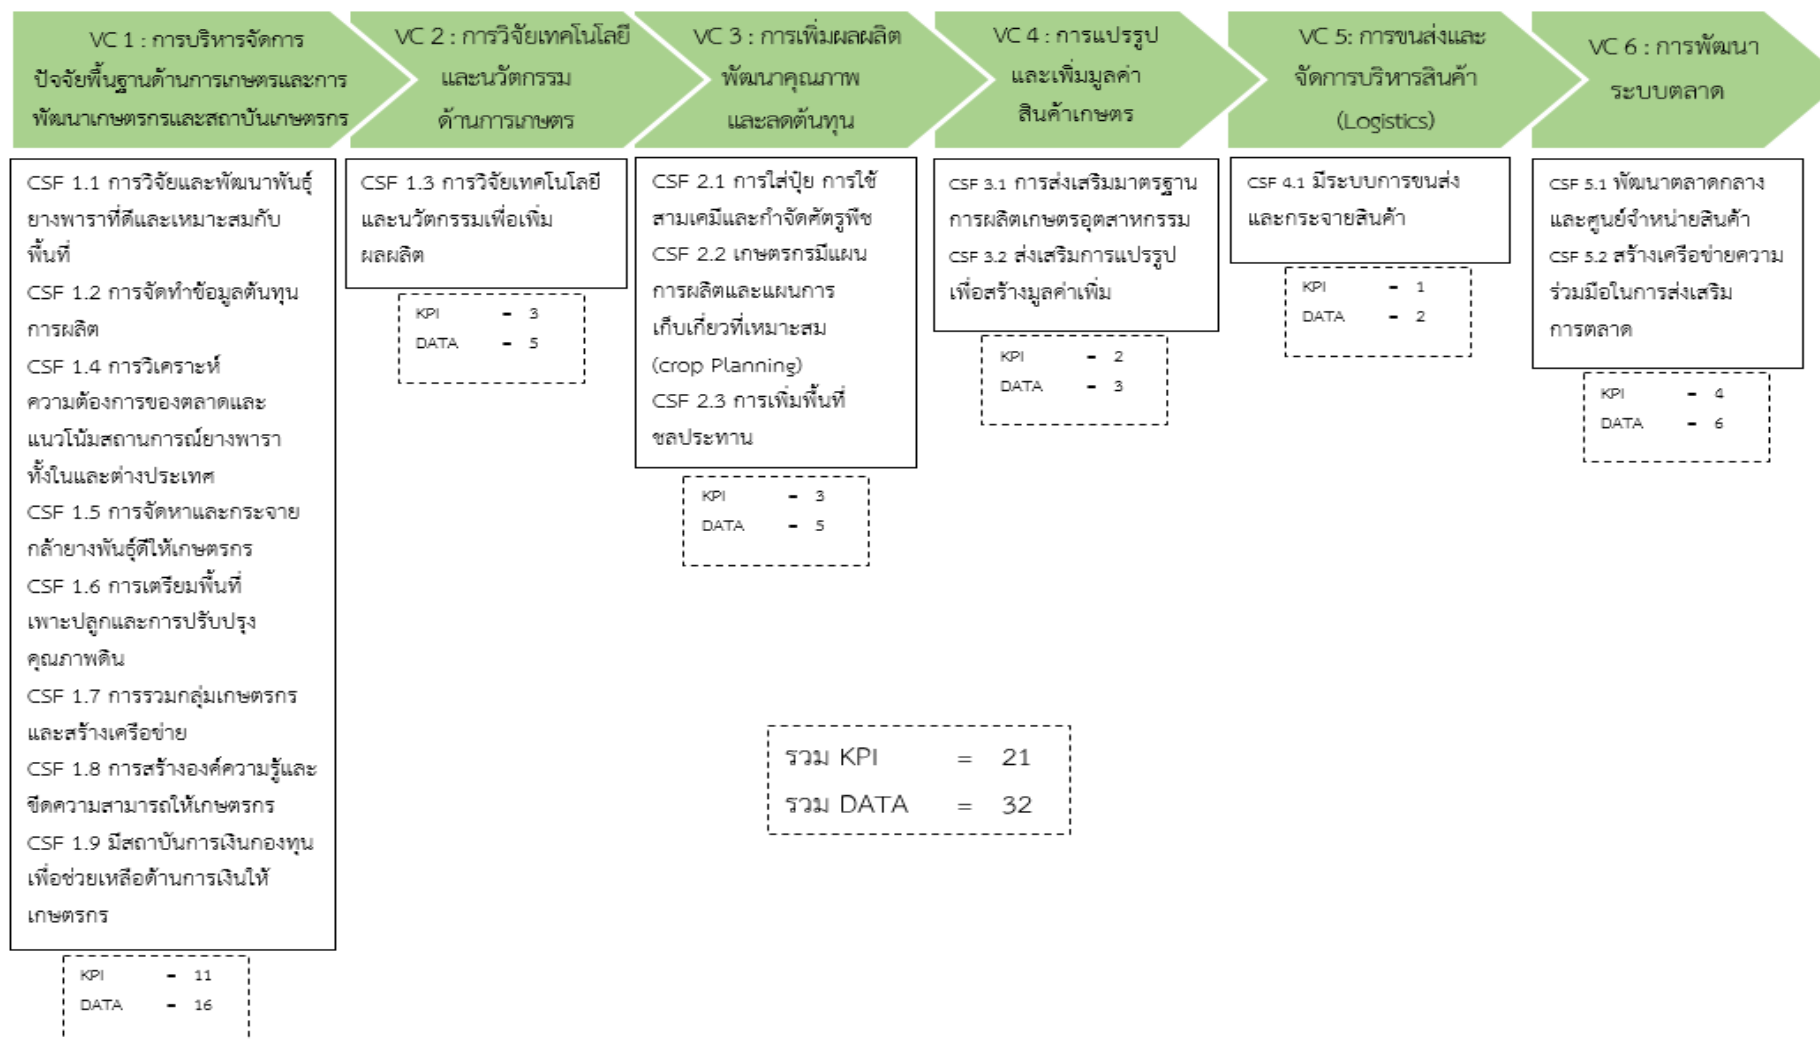 VC 1 : การบริหารจัดการ
ปัจจัยพื้นฐานด้านการเกษตรและการ
พัฒนาเกษตรกรและสถาบันเกษตรกร
VC 2 : การวิจัยเทคโนโลยี
และนวัตกรรม
ด้านการเกษตร
VC 3 : การเพิ่มผลผลิต
พัฒนาคุณภาพ
และลดต้นทุน
VC 4 : การแปรรูป
และเพิ่มมูลค่า
สินค้าเกษตร
VC 5: การขนส่งและ
จัดการบริหารสินค้า
(Logistics)
VC 6 : การพัฒนา
ระบบตลาด
CSF 1.1 การวิจัยและพัฒนาพันธุ์
ยางพาราที่ดีและเหมาะสมกับ
พื้นที่
CSF 1.2 การจัดทำข้อมูลต้นทุน
การผลิต
CSF 1.4 การวิเคราะห์
ความต้องการของตลาดและ
แนวโน้มสถานการณ์ยางพารา
ทั้งในและต่างประเทศ
CSF 1.5 การจัดหาและกระจาย
กล้ายางพันธุ์ดีให้เกษตรกร
CSF 1.6 การเตรียมพื้นที่
เพาะปลูกและการปรับปรุง
คุณภาพดิน
CSF 1.7 การรวมกลุ่มเกษตรกร
และสร้างเครือข่าย
CSF 1.8 การสร้างองค์ความรู้และ
ขีดความสามารถให้เกษตรกร
CSF 1.9 มีสถาบันการเงินกองทุน
เพื่อช่วยเหลือด้านการเงินให้
เกษตรกร
KPI - 11
DATA - 16
CSF 1.3 การวิจัยเทคโนโลยี
และนวัตกรรมเพื่อเพิ่ม
ผลผลิต
KPI - 3
DATA - 5
CSF 2.1 การใส่ปุ๋ย การใช้
สามเคมีและกำจัดศัตรูพืช
CSF 2.2 เกษตรกรมีแผน
การผลิตและแผนการ
เก็บเกี่ยวที่เหมาะสม
(crop Planning)
CSF 2.3 การเพิ่มพื้นที่
ชลประทาน
KPI - 3
DATA - 5
CSF 3.1 การส่งเสริมมาตรฐาน
การผลิตเกษตรอุตสาหกรรม
CSF 3.2 ส่งเสริมการแปรรูป
เพื่อสร้างมูลค่าเพิ่ม
KPI - 2
DATA - 3
CSF 4.1 มีระบบการขนส่ง
และกระจายสินค้า
KPI - 1
DATA - 2
CSF 5.1 พัฒนาตลาดกลาง
และศูนย์จำหน่ายสินค้า
CSF 5.2 สร้างเครือข่ายความ
ร่วมมือในการส่งเสริม
การตลาด
KPI - 4
DATA - 6
รวม KPI = 21
รวม DATA = 32